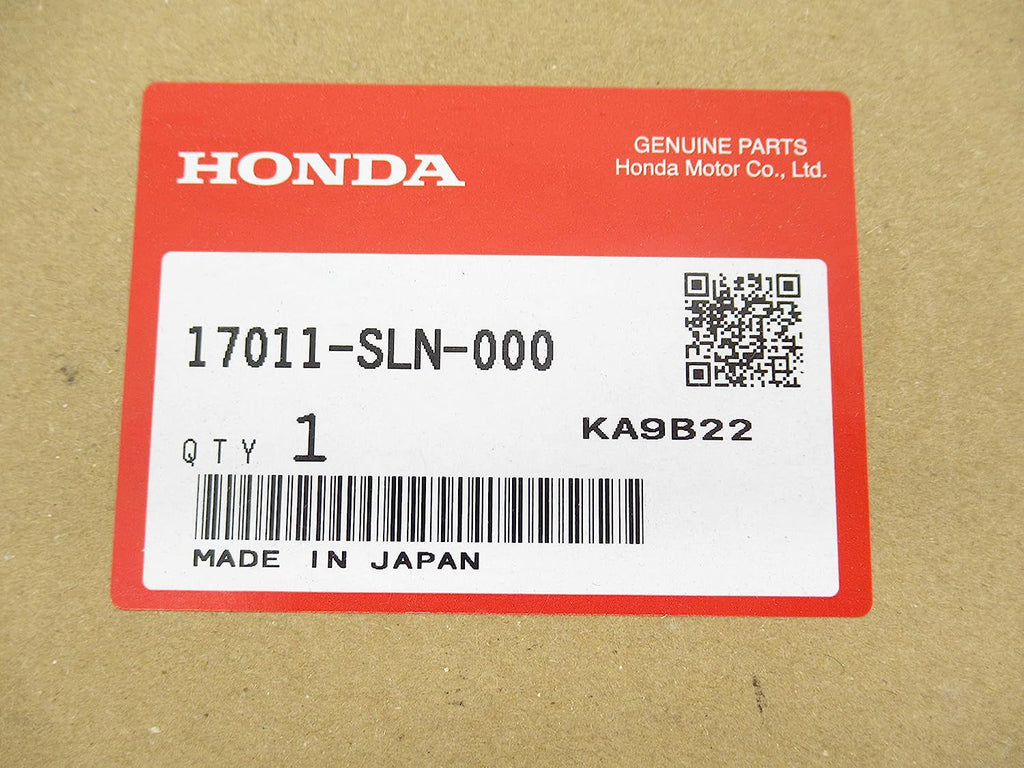 HONDA
GENUINE PARTS
Honda Motor Co., Ltd.
17011-SLN-000
KA9B22
QTY 1
MADE IN JAPAN